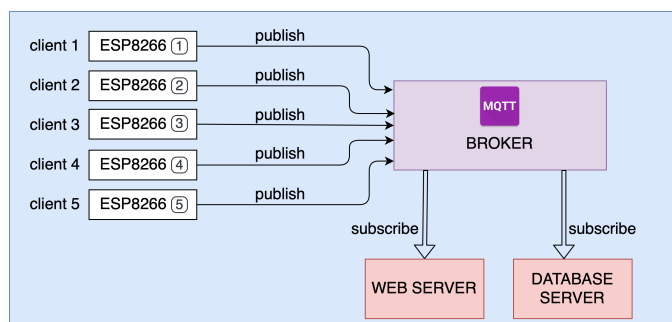 client 1 ESP8266 1 publish
client 2 ESP8266 2 publish
client 3 ESP8266 3 publish
client 4 ESP8266 4 publish
client 5 ESP8266 5 publish
MQTT
BROKER
subscribe subscribe
WEB SERVER
DATABASE
SERVER